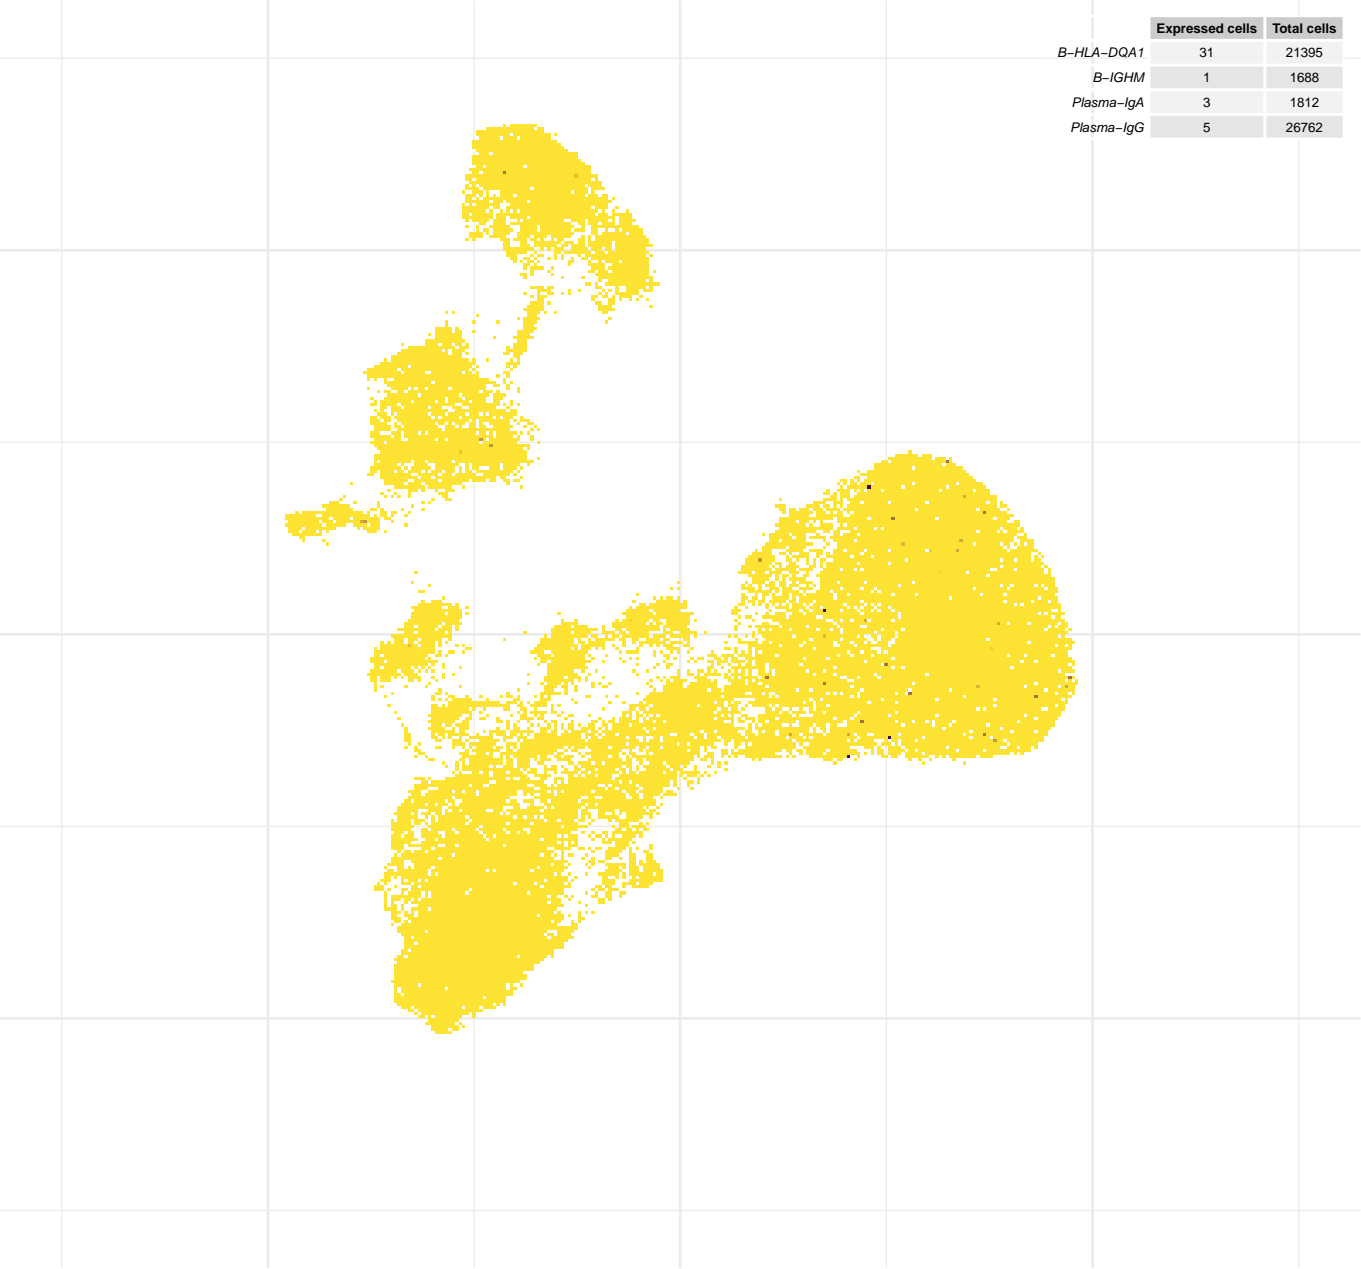 Expressed cells Total cells
B−HLA−DQA1 31 21395
B−IGHM 1 1688
Plasma−IgA 3 1812
Plasma−IgG 5 26762